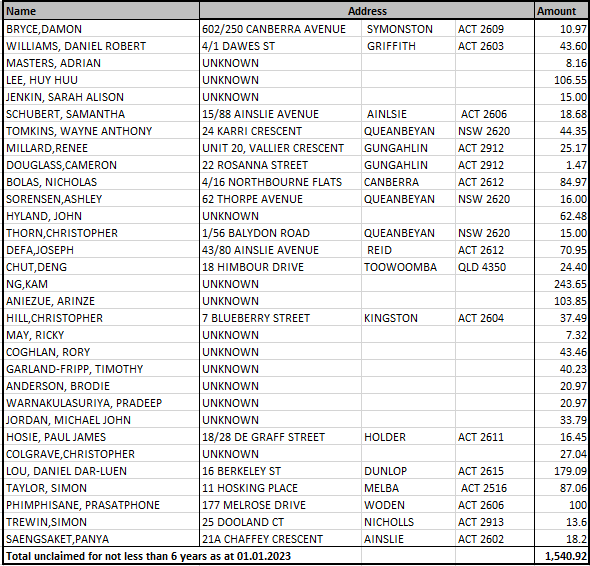 Name Address Amount
BRYCE,DAMON 602/250 CANBERRA AVENUE SYMONSTON ACT 2609 10.97
WILLIAMS, DANIEL ROBERT 4/1 DAWES ST GRIFFITH ACT 2603 43.60
MASTERS, ADRIAN UNKNOWN 8.16
LEE, HUY HUU UNKNOWN 106.55
JENKIN, SARAH ALISON UNKNOWN 15.00
SCHUBERT, SAMANTHA 15/88 AINSLIE AVENUE AINLSIE ACT 2606 18.68
TOMKINS, WAYNE ANTHONY 24 KARRI CRESCENT QUEANBEYAN NSW 2620 44.35
MILLARD,RENEE UNIT 20, VALLIER CRESCENT GUNGAHLIN ACT 2912 25.17
DOUGLASS,CAMERON 22 ROSANNA STREET GUNGAHLIN ACT 2912 1.47
BOLAS, NICHOLAS 4/16 NORTHBOURNE FLATS CANBERRA ACT 2612 84.97
SORENSEN,ASHLEY 62 THORPE AVENUE QUEANBEYAN NSW 2620 16.00
HYLAND, JOHN UNKNOWN 62.48
THORN,CHRISTOPHER 1/56 BALYDON ROAD QUEANBEYAN NSW 2620 15.00
DEFA,JOSEPH 43/80 AINSLIE AVENUE REID ACT 2612 70.95
CHUT,DENG 18 HIMBOUR DRIVE TOOWOOMBA QLD 4350 24.40
NG,KAM UNKNOWN 243.65
ANIEZUE, ARINZE UNKNOWN 103.85
HILL,CHRISTOPHER 7 BLUEBERRY STREET KINGSTON ACT 2604 37.49
MAY, RICKY UNKNOWN 7.32
COGHLAN, RORY UNKNOWN 43.46
GARLAND-FRIPP, TIMOTHY UNKNOWN 40.23
ANDERSON, BRODIE UNKNOWN 20.97
WARNAKULASURIYA, PRADEEP UNKNOWN 20.97
JORDAN, MICHAEL JOHN UNKNOWN 33.79
HOSIE, PAUL JAMES 18/28 DE GRAFF STREET HOLDER ACT 2611 16.45
COLGRAVE,CHRISTOPHER UNKNOWN 27.04
LOU, DANIEL DAR-LUEN 16 BERKELEY ST DUNLOP ACT 2615 179.09
TAYLOR, SIMON 11 HOSKING PLACE MELBA ACT 2516 87.06
PHIMPHISANE, PRASATPHONE 177 MELROSE DRIVE WODEN ACT 2606 100
TREWIN,SIMON 25 DOOLAND CT NICHOLLS ACT 2913 13.6
SAENGSAKET,PANYA 21A CHAFFEY CRESCENT AINSLIE ACT 2602 18.2
Total unclaimed for not less than 6 years as at 01.01.2023 1,540.92